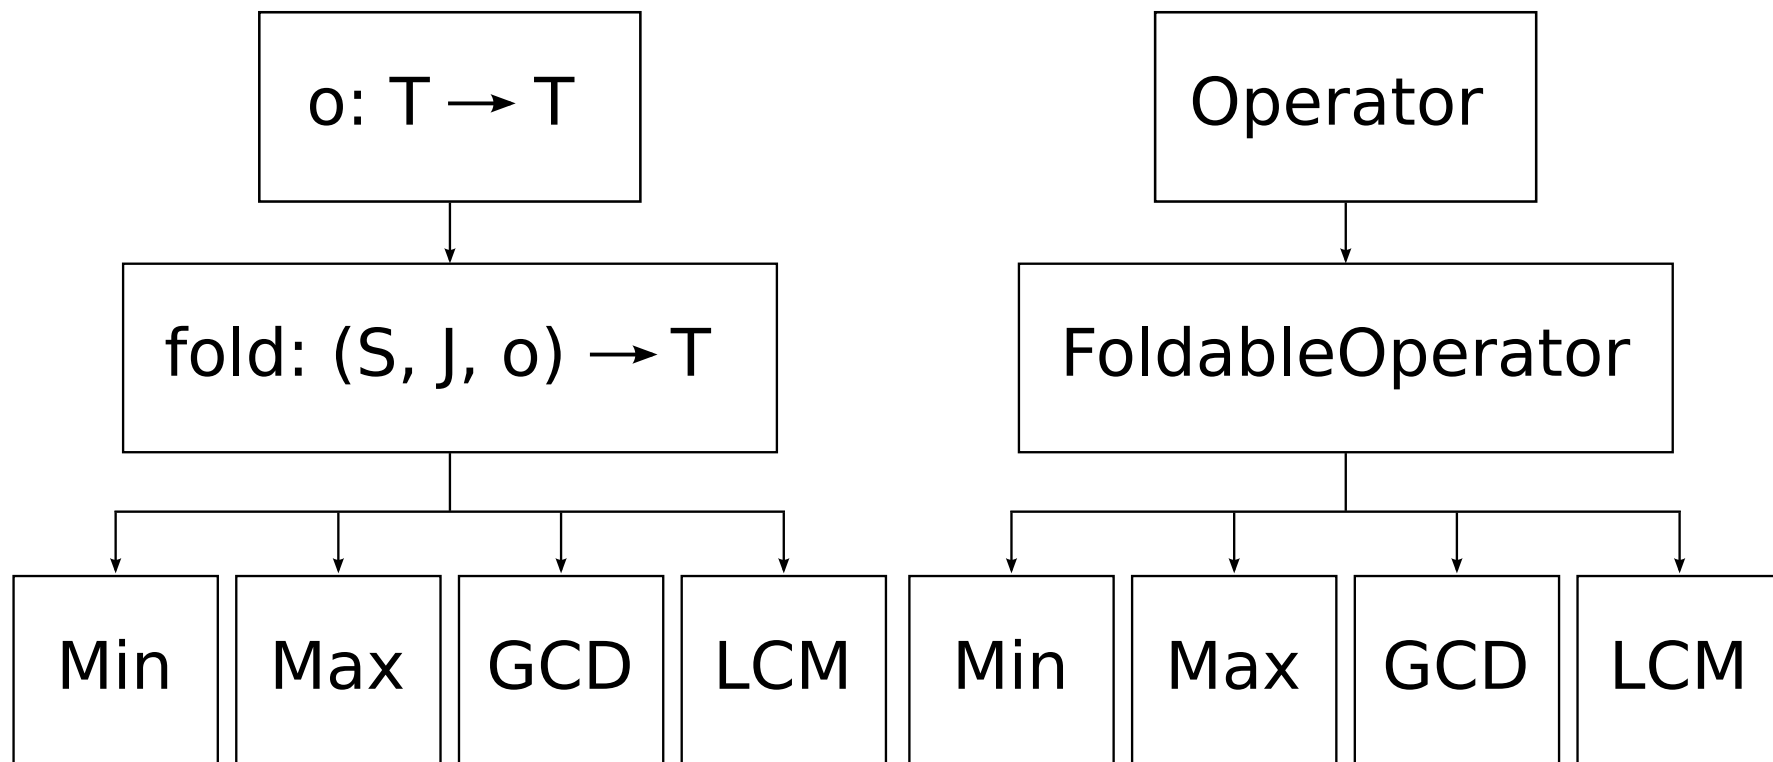 o: T → T
Operator
fold: (S, J, o) → T
FoldableOperator
Min
Max
GCD
LCM
Min
Max
GCD
LCM